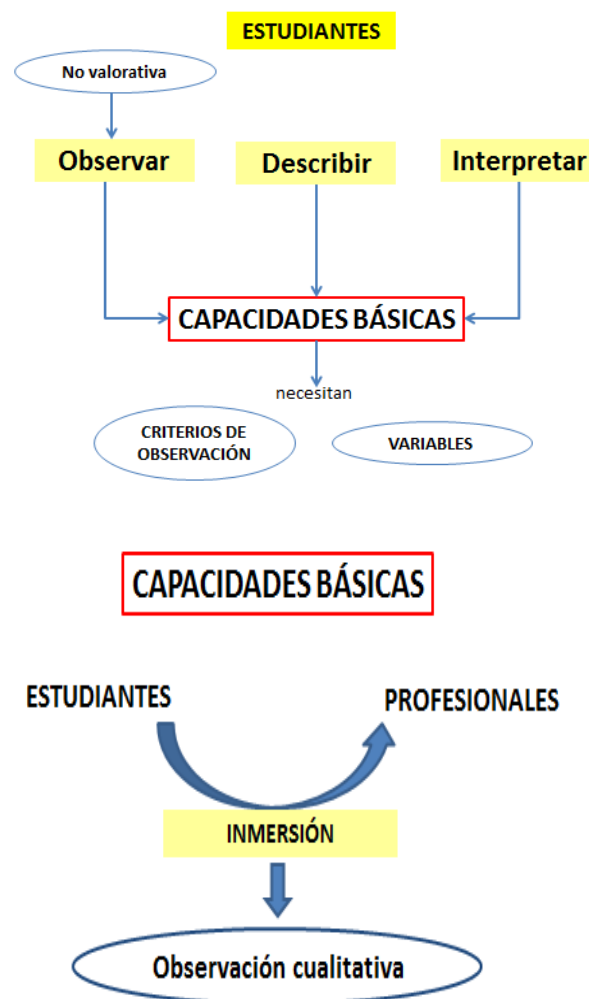 ESTUDIANTES
No valorativa
Observar
Describir
Interpretar
CAPACIDADES BÁSICAS
necesitan
CRITERIOS DE
OBSERVACIÓN
VARIABLES
CAPACIDADES BÁSICAS
ESTUDIANTES
PROFESIONALES
INMERSIÓN
Observación cualitativa